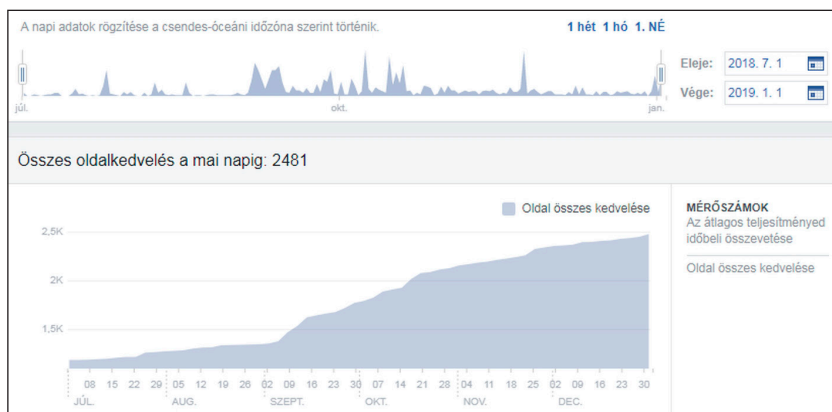 A napi adatok rögzítése a csendes-óceáni időzóna szerint történik.
1 hét 1 hó 1. NÉ
Eleje: 2018. 7. 1
Vége: 2019. 1. 1
júl. okt. jan.
Összes oldalkedvelés a mai napig: 2481
Oldal összes kedvelése
MÉRŐSZÁMOK
Az átlagos teljesítményed
időbeli összevetése
Oldal összes kedvelése
2,5K
2K
1,5K
08 15 22 29 05 12 19 26 02 09 16 23 30 07 14 21 28 04 11 18 25 02 09 16 23 30
JÚL. AUG. SZEPT. OKT. NOV. DEC.